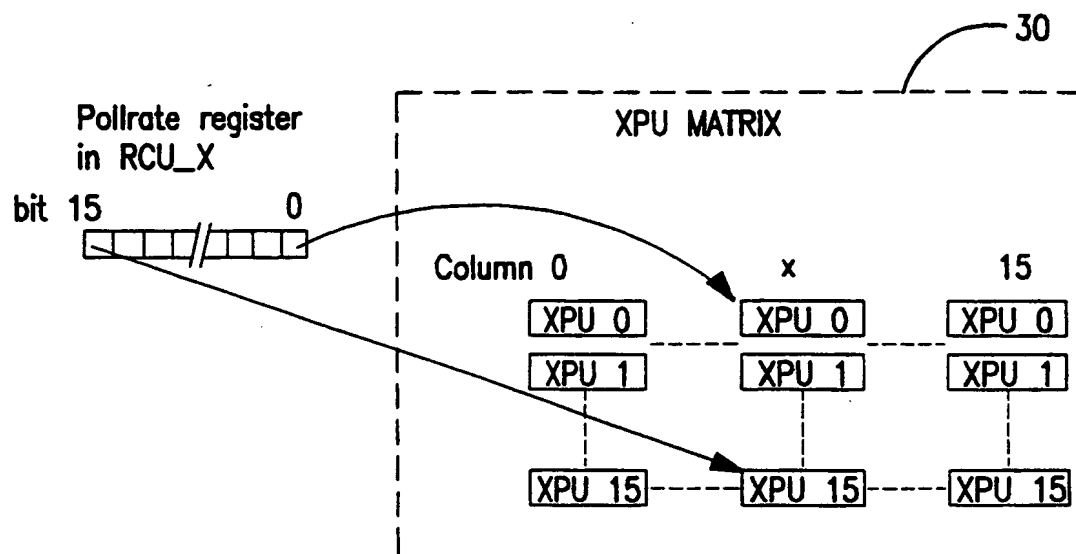 30
XPU MATRIX
Pollrate register
in RCU_X
bit 15 0
Column 0 x 15
XPU 0 XPU 0 XPU 0
XPU 1 XPU 1 XPU 1
XPU 15 XPU 15 XPU 15